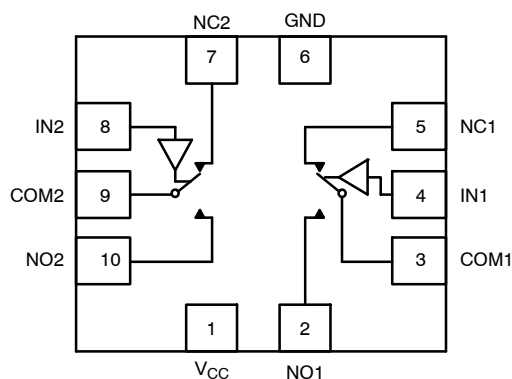 NC2 GND
7 6
IN2 8 5 NC1
COM2 9 4 IN1
NO2 10 3 COM1
1 2
VCC NO1